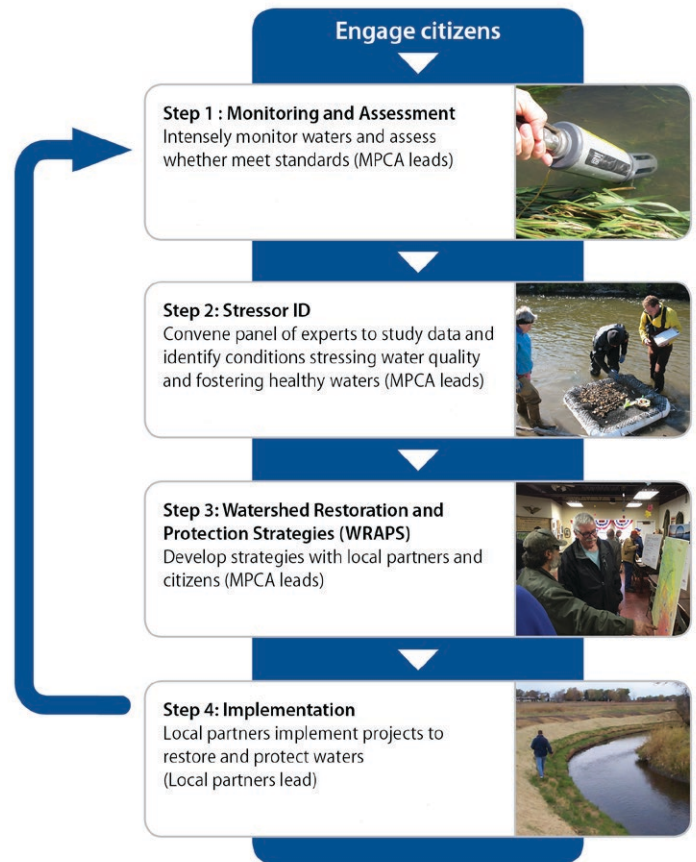 Engage citizens
Step 1 : Monitoring and Assessment
Intensely monitor waters and assess
whether meet standards (MPCA leads)
Step 2: Stressor ID
Convene panel of experts to study data and
identify conditions stressing water quality
and fostering healthy waters (MPCA leads)
Step 3: Watershed Restoration and
Protection Strategies (WRAPS)
Develop strategies with local partners and
citizens (MPCA leads)
Step 4: Implementation
Local partners implement projects to
restore and protect waters
(Local partners lead)